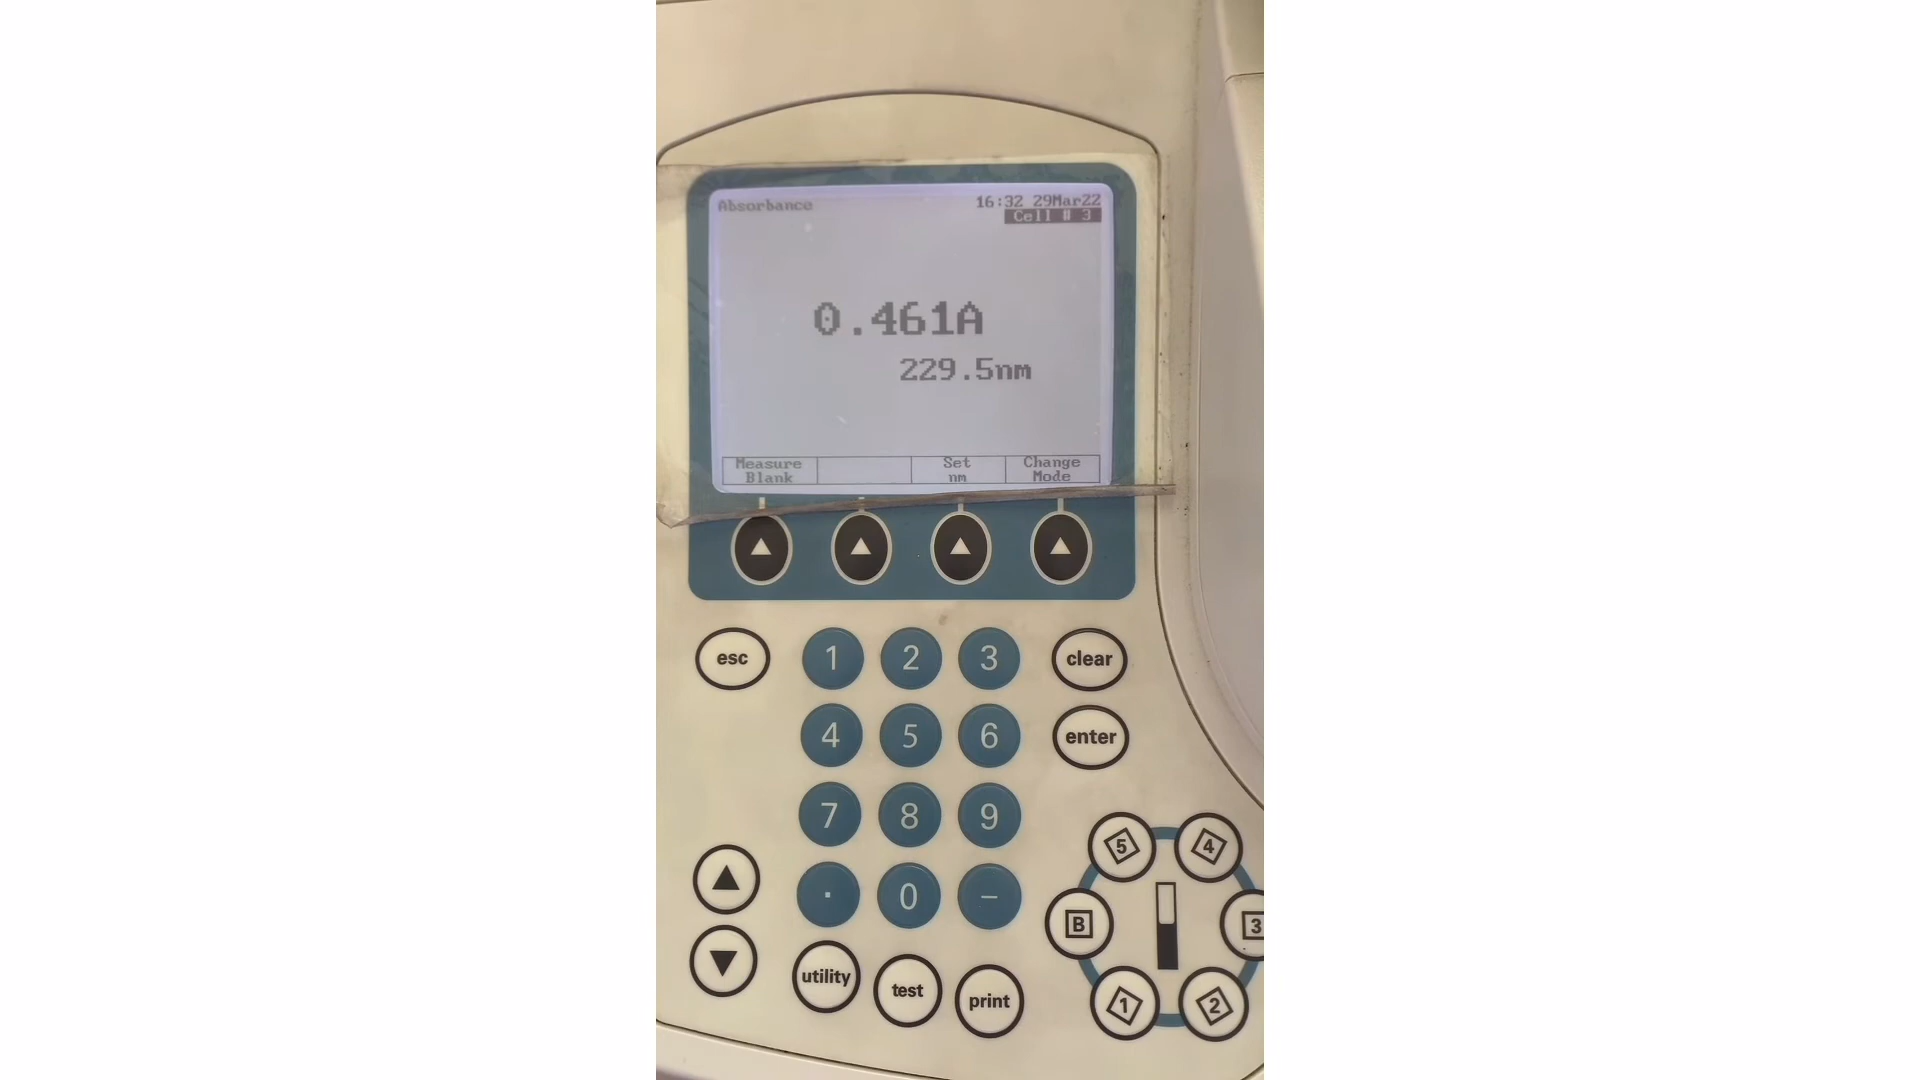 Absorbance
16:32 29Mar22
Cell # 3
0.461A
229.5nm
Measure Blank
Set nm
Change Mode
esc
1 2 3
clear
4 5 6
enter
7 8 9
. 0 −
5 4
B 3
1 2
utility
test
print